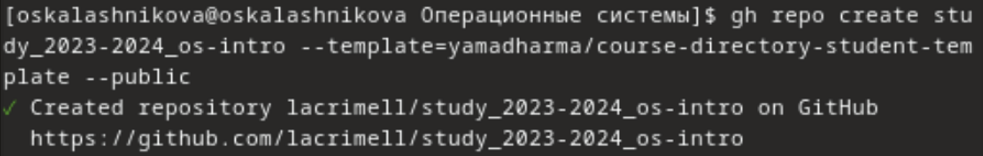 [oskalashnikova@oskalashnikova Операционные системы]$ gh repo create stu
dy_2023-2024_os-intro --template=yamadharma/course-directory-student-tem
plate --public
✓ Created repository lacrimell/study_2023-2024_os-intro on GitHub
https://github.com/lacrimell/study_2023-2024_os-intro